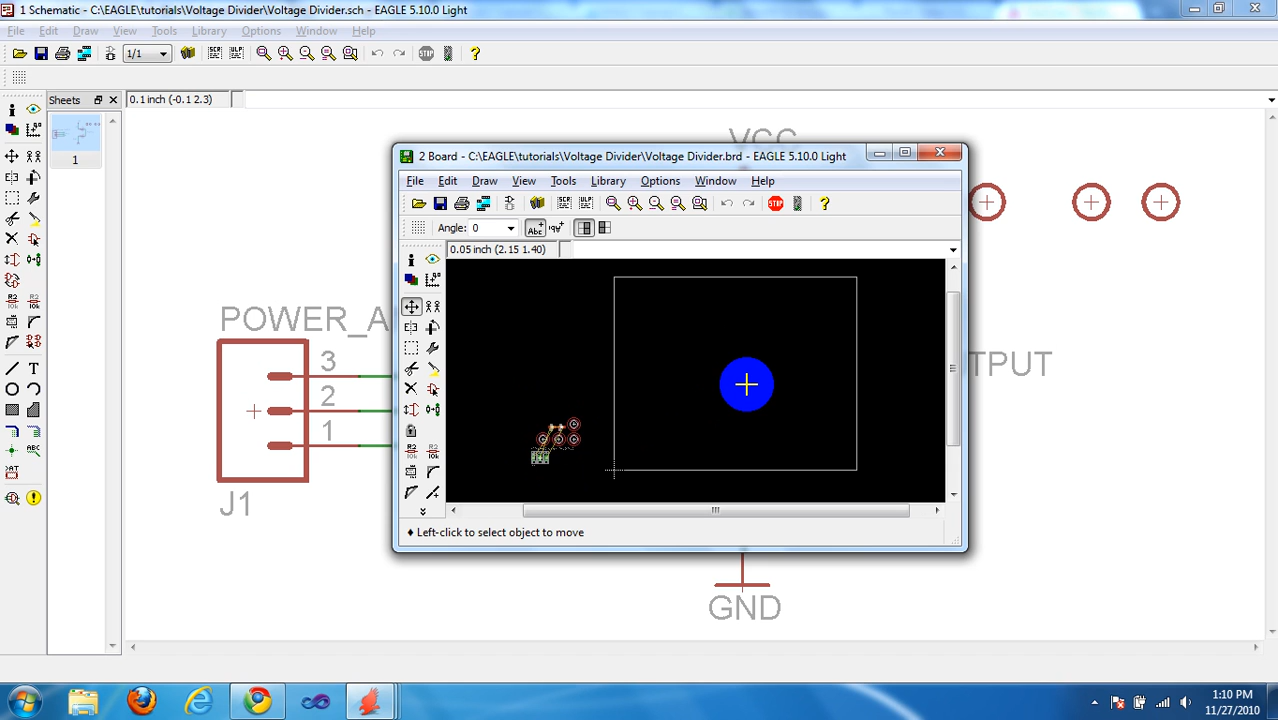 1 Schematic - C:\EAGLE\tutorials\Voltage Divider\Voltage Divider.sch - EAGLE 5.10.0 Light
File Edit Draw View Tools Library Options Window Help
1/1
Sheets
0.1 inch (-0.1 2.3)
1
VCC
POWER_A
3
2
1
J1
TPUT
GND
2 Board - C:\EAGLE\tutorials\Voltage Divider\Voltage Divider.brd - EAGLE 5.10.0 Light
File Edit Draw View Tools Library Options Window Help
STOP
Angle: 0
0.05 inch (2.15 1.40)
Left-click to select object to move
1:10 PM
11/27/2010